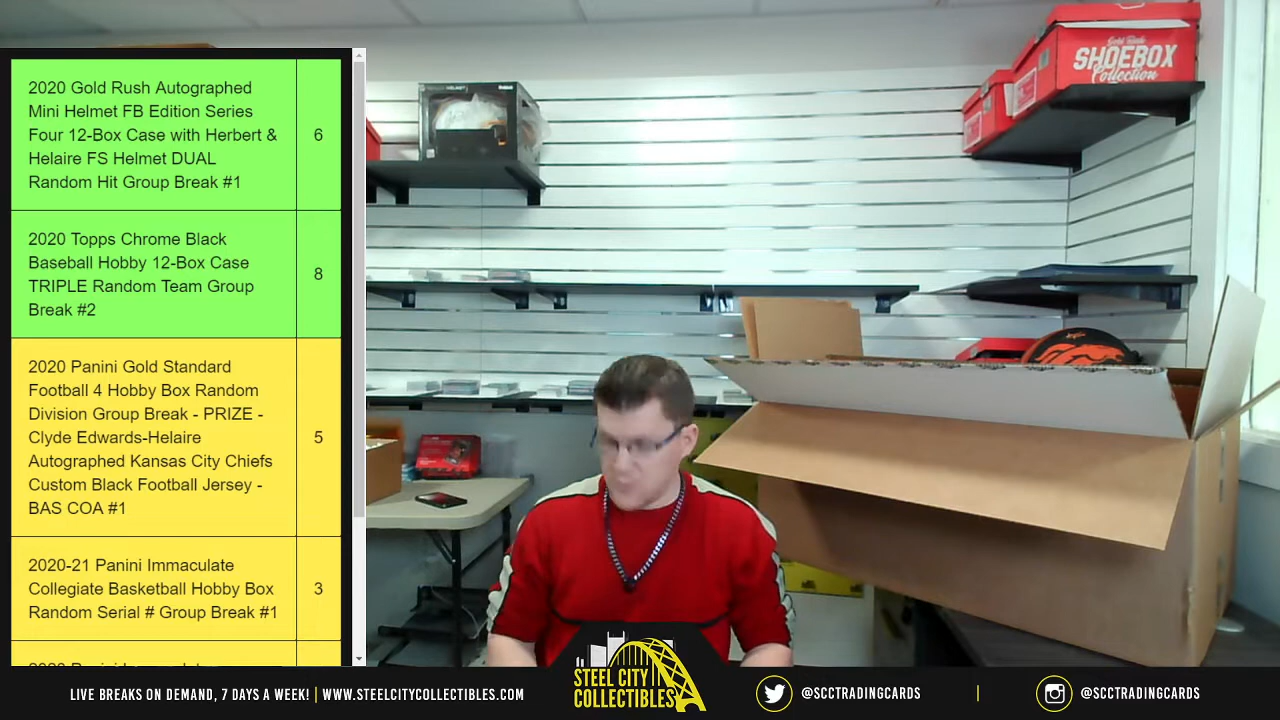 2020 Gold Rush Autographed
Mini Helmet FB Edition Series
Four 12-Box Case with Herbert &
Helaire FS Helmet DUAL
Random Hit Group Break #1
6
2020 Topps Chrome Black
Baseball Hobby 12-Box Case
TRIPLE Random Team Group
Break #2
8
2020 Panini Gold Standard
Football 4 Hobby Box Random
Division Group Break - PRIZE -
Clyde Edwards-Helaire
Autographed Kansas City Chiefs
Custom Black Football Jersey -
BAS COA #1
5
2020-21 Panini Immaculate
Collegiate Basketball Hobby Box
Random Serial # Group Break #1
3
Gold Rush
SHOEBOX
Collection
LIVE BREAKS ON DEMAND, 7 DAYS A WEEK! | WWW.STEELCITYCOLLECTIBLES.COM
STEEL CITY
COLLECTIBLES
@SCCTRADINGCARDS
|
@SCCTRADINGCARDS